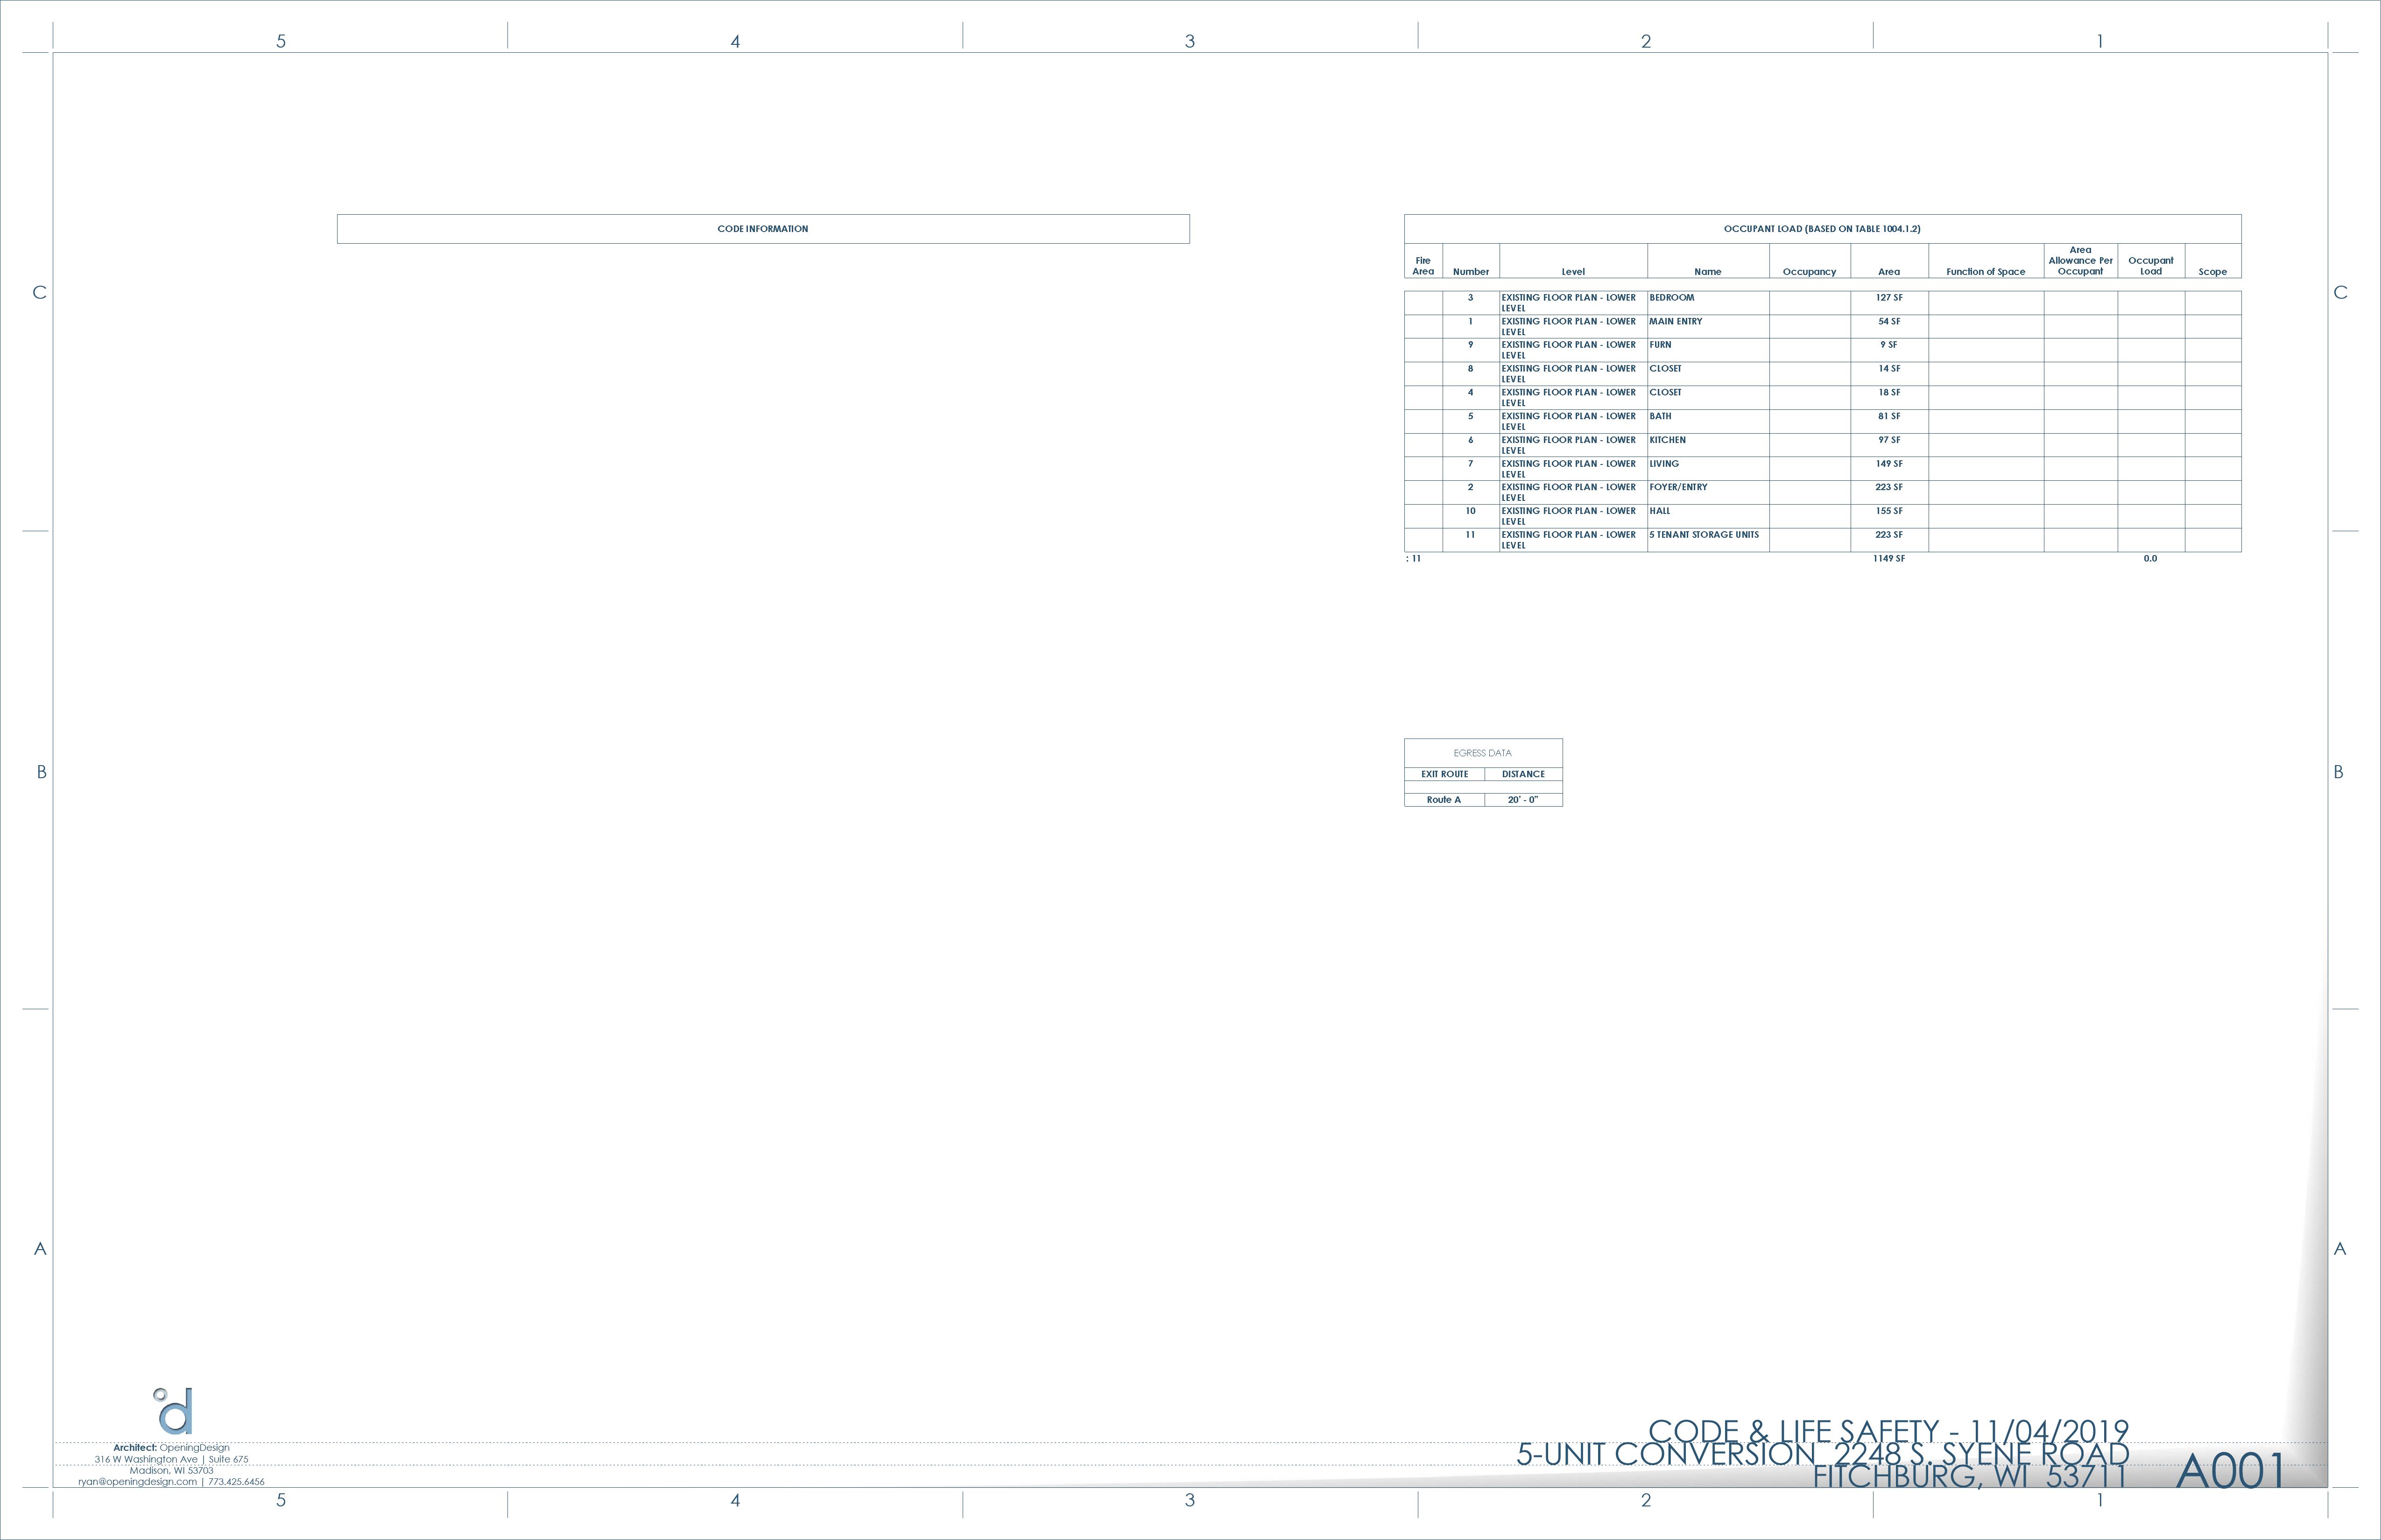 5 4 3 2 1
CODE INFORMATION
OCCUPANT LOAD (BASED ON TABLE 1004.1.2)
Fire Area Number Level Name Occupancy Area Function of Space Area Allowance Per Occupant Occupant Load Scope
C C
3 EXISTING FLOOR PLAN - LOWER LEVEL BEDROOM 127 SF
1 EXISTING FLOOR PLAN - LOWER LEVEL MAIN ENTRY 54 SF
9 EXISTING FLOOR PLAN - LOWER LEVEL FURN 9 SF
8 EXISTING FLOOR PLAN - LOWER LEVEL CLOSET 14 SF
4 EXISTING FLOOR PLAN - LOWER LEVEL CLOSET 18 SF
5 EXISTING FLOOR PLAN - LOWER LEVEL BATH 81 SF
6 EXISTING FLOOR PLAN - LOWER LEVEL KITCHEN 97 SF
7 EXISTING FLOOR PLAN - LOWER LEVEL LIVING 149 SF
2 EXISTING FLOOR PLAN - LOWER LEVEL FOYER/ENTRY 223 SF
10 EXISTING FLOOR PLAN - LOWER LEVEL HALL 155 SF
11 EXISTING FLOOR PLAN - LOWER LEVEL 5 TENANT STORAGE UNITS 223 SF
: 11 1149 SF 0.0
EGRESS DATA
B B
EXIT ROUTE DISTANCE
Route A 20' - 0"
A A
d
Architect: OpeningDesign
316 W Washington Ave | Suite 675
Madison, WI 53703
ryan@openingdesign.com | 773.425.6456
CODE & LIFE SAFETY - 11/04/2019
5-UNIT CONVERSION 2248 S. SYENE ROAD
FITCHBURG, WI 53711
A001
5 4 3 2 1